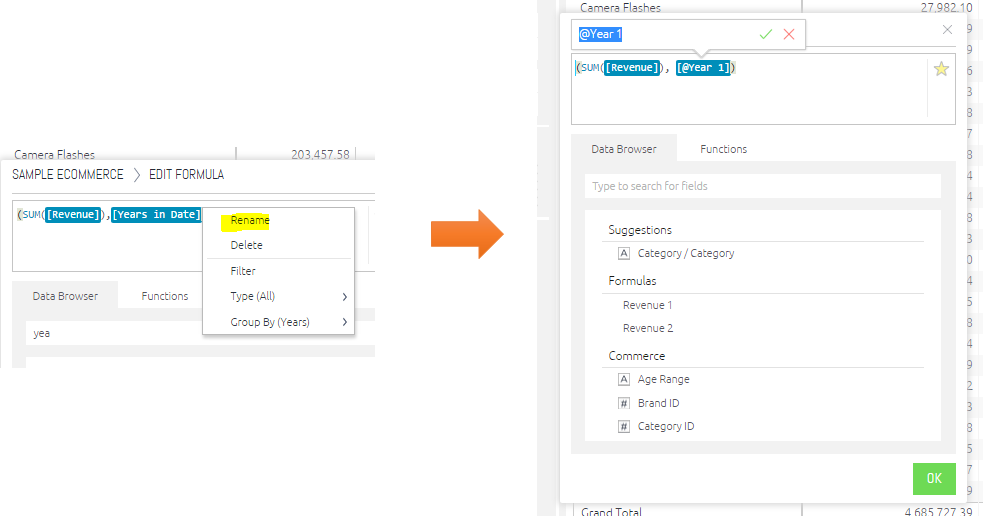 Camera Flashes 203,457.58
SAMPLE ECOMMERCE > EDIT FORMULA
(SUM([Revenue]),[Years in Date]
Rename
Delete
Filter
Type (All) >
Group By (Years) >
Data Browser Functions
yea
Camera Flashes 27,982.10
@Year 1
(SUM([Revenue]), [@Year 1])
Data Browser Functions
Type to search for fields
Suggestions
A Category / Category
Formulas
Revenue 1
Revenue 2
Commerce
A Age Range
# Brand ID
# Category ID
OK
Grand Total 4,685,727.39